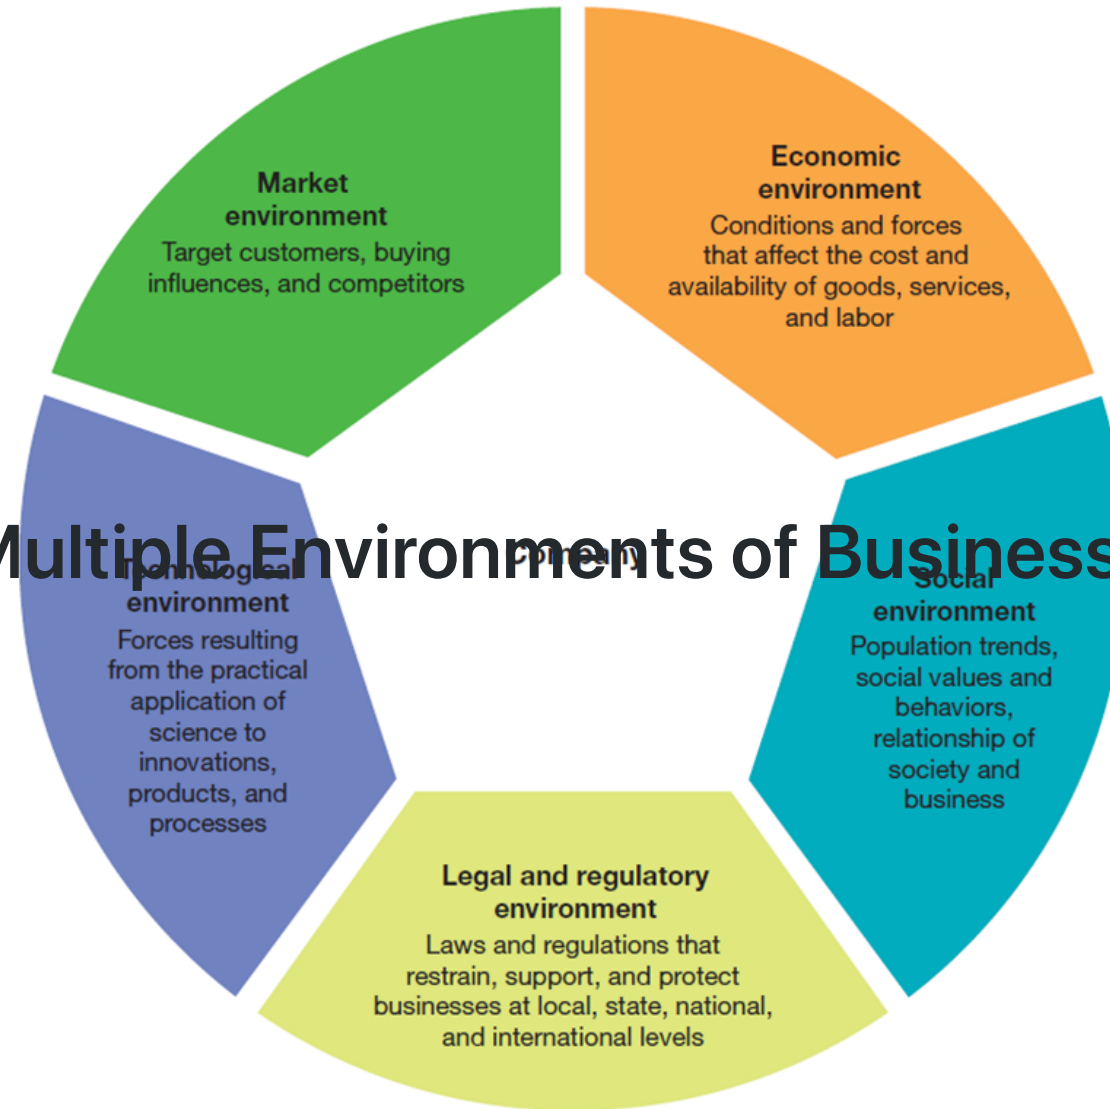 Market
environment
Target customers, buying
influences, and competitors
Economic
environment
Conditions and forces
that affect the cost and
availability of goods, services,
and labor
Multiple Environments of Business
Company
Technological
environment
Forces resulting
from the practical
application of
science to
innovations,
products, and
processes
Social
environment
Population trends,
social values and
behaviors,
relationship of
society and
business
Legal and regulatory
environment
Laws and regulations that
restrain, support, and protect
businesses at local, state, national,
and international levels